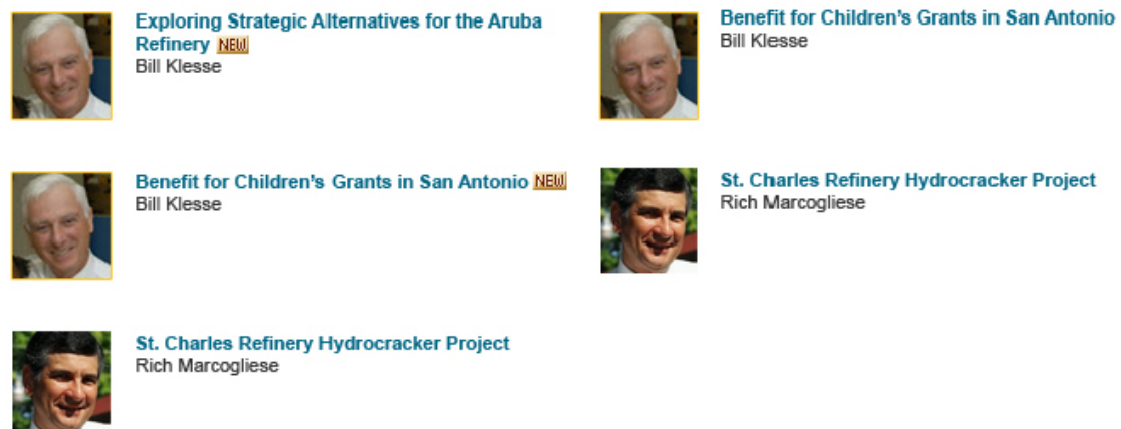 Exploring Strategic Alternatives for the Aruba
Refinery NEW
Bill Klesse
Benefit for Children's Grants in San Antonio NEW
Bill Klesse
St. Charles Refinery Hydrocracker Project
Rich Marcogliese
Benefit for Children's Grants in San Antonio
Bill Klesse
St. Charles Refinery Hydrocracker Project
Rich Marcogliese